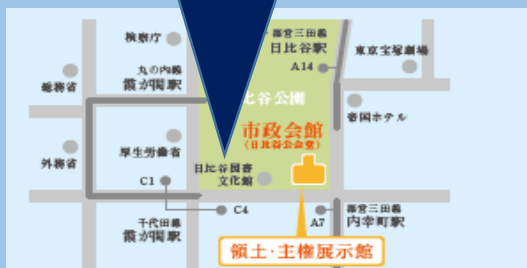 検察庁
都営三田線
日比谷駅
A14
東京宝塚劇場
丸の内線
霞が関駅
総務省
比谷公園
帝国ホテル
市政会館
(日比谷公会堂)
厚生労働省
外務省
日比谷図書
文化館
C1
C4
A7
都営三田線
内幸町駅
千代田線
霞が関駅
領土・主権展示館